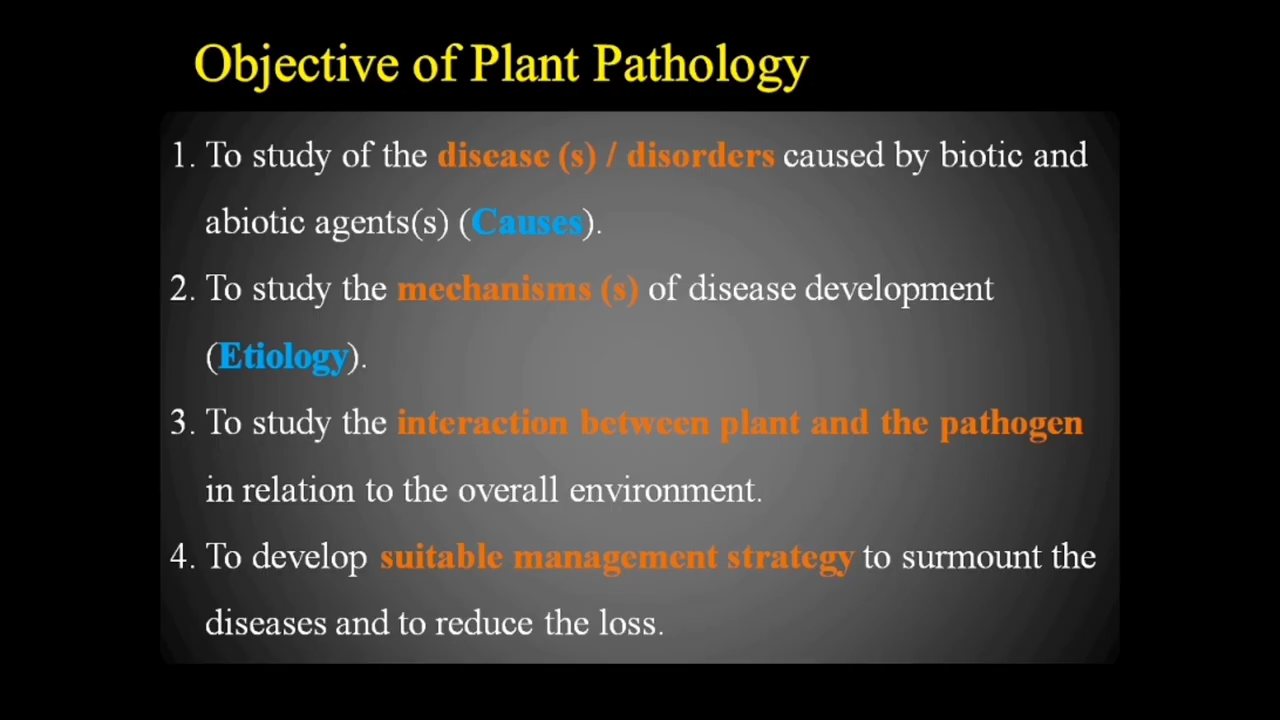 Objective of Plant Pathology
1. To study of the disease (s) / disorders caused by biotic and
abiotic agents(s) (Causes).
2. To study the mechanisms (s) of disease development
(Etiology).
3. To study the interaction between plant and the pathogen
in relation to the overall environment.
4. To develop suitable management strategy to surmount the
diseases and to reduce the loss.